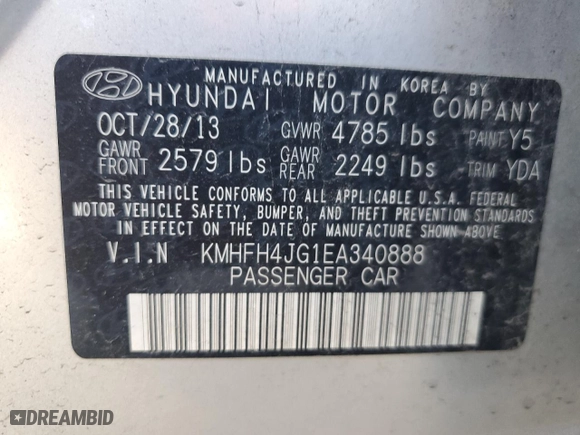 MANUFACTURED IN KOREA BY
HYUNDAI MOTOR COMPANY
OCT/28/13 GVWR 4785 lbs PAINT Y5
GAWR FRONT 2579 lbs GAWR REAR 2249 lbs TRIM YDA
THIS VEHICLE CONFORMS TO ALL APPLICABLE U.S.A. FEDERAL
MOTOR VEHICLE SAFETY, BUMPER, AND THEFT PREVENTION STANDARDS
IN EFFECT ON THE DATE OF MANUFACTURE SHOWN ABOVE.
V.I.N KMHFH4JG1EA340888
PASSENGER CAR
DREAMBID